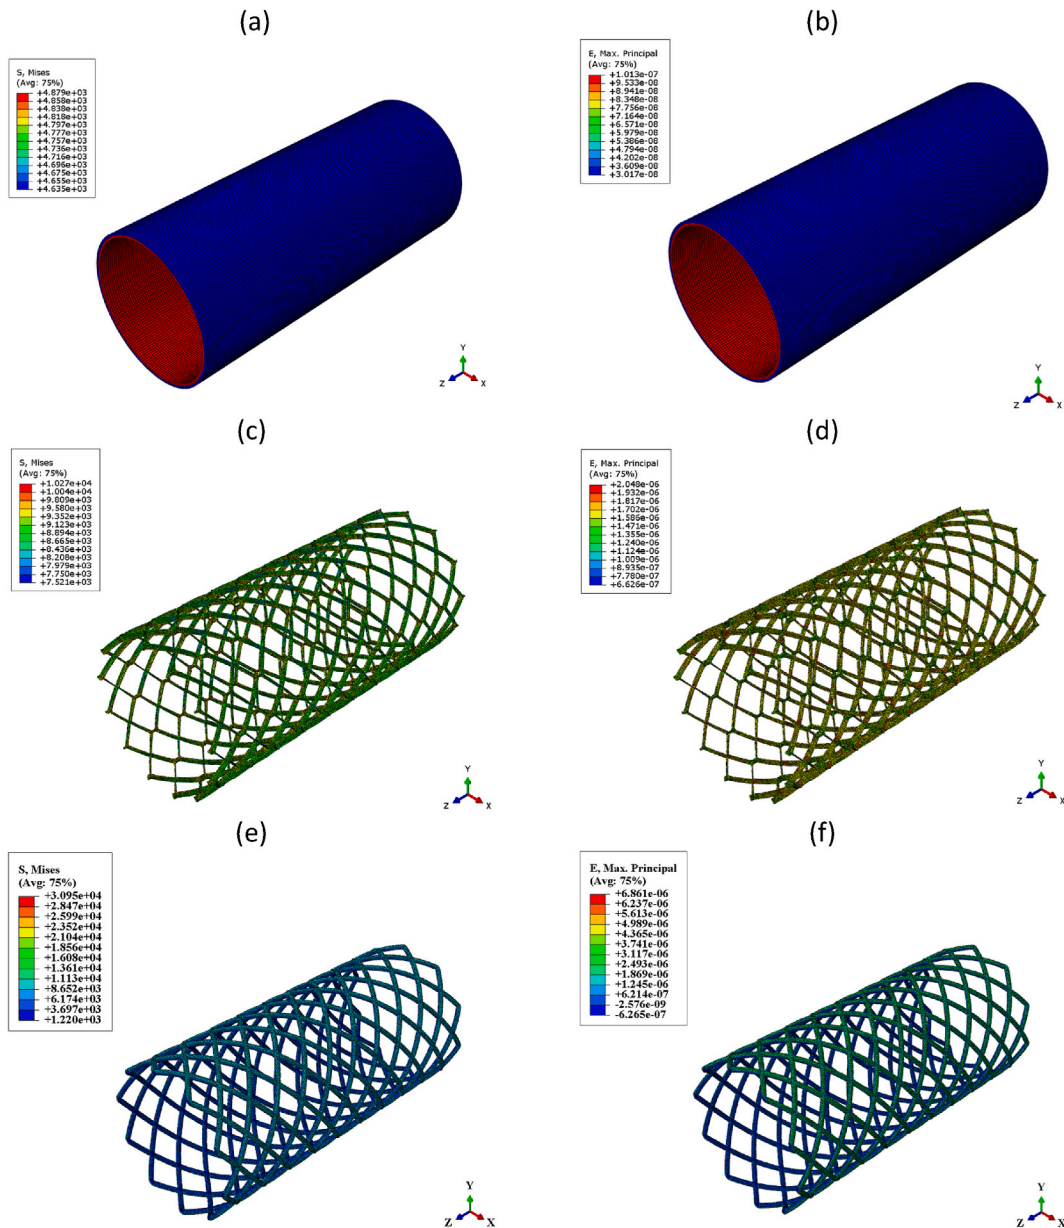 (a)
S, Mises
(Avg: 75%)
+4.879e+03
+4.858e+03
+4.838e+03
+4.818e+03
+4.797e+03
+4.777e+03
+4.757e+03
+4.736e+03
+4.716e+03
+4.696e+03
+4.675e+03
+4.655e+03
+4.635e+03
Y
Z
X
(b)
E, Max. Principal
(Avg: 75%)
+1.013e-07
+9.533e-08
+8.941e-08
+8.348e-08
+7.756e-08
+7.164e-08
+6.571e-08
+5.979e-08
+5.386e-08
+4.794e-08
+4.202e-08
+3.609e-08
+3.017e-08
Y
Z
X
(c)
S, Mises
(Avg: 75%)
+1.027e+04
+1.004e+04
+9.809e+03
+9.580e+03
+9.352e+03
+9.123e+03
+8.894e+03
+8.665e+03
+8.436e+03
+8.208e+03
+7.979e+03
+7.750e+03
+7.521e+03
Y
Z
X
(d)
E, Max. Principal
(Avg: 75%)
+2.048e-06
+1.932e-06
+1.817e-06
+1.702e-06
+1.586e-06
+1.471e-06
+1.355e-06
+1.240e-06
+1.124e-06
+1.009e-06
+8.935e-07
+7.780e-07
+6.626e-07
Y
Z
X
(e)
S, Mises
(Avg: 75%)
+3.095e+04
+2.847e+04
+2.599e+04
+2.352e+04
+2.104e+04
+1.856e+04
+1.608e+04
+1.361e+04
+1.113e+04
+8.652e+03
+6.174e+03
+3.697e+03
+1.220e+03
Y
Z
X
(f)
E, Max. Principal
(Avg: 75%)
+6.861e-06
+6.237e-06
+5.613e-06
+4.989e-06
+4.365e-06
+3.741e-06
+3.117e-06
+2.493e-06
+1.869e-06
+1.245e-06
+6.214e-07
-2.576e-09
-6.265e-07
Y
Z
X